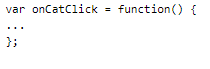 var onCatClick = function() {
...
};